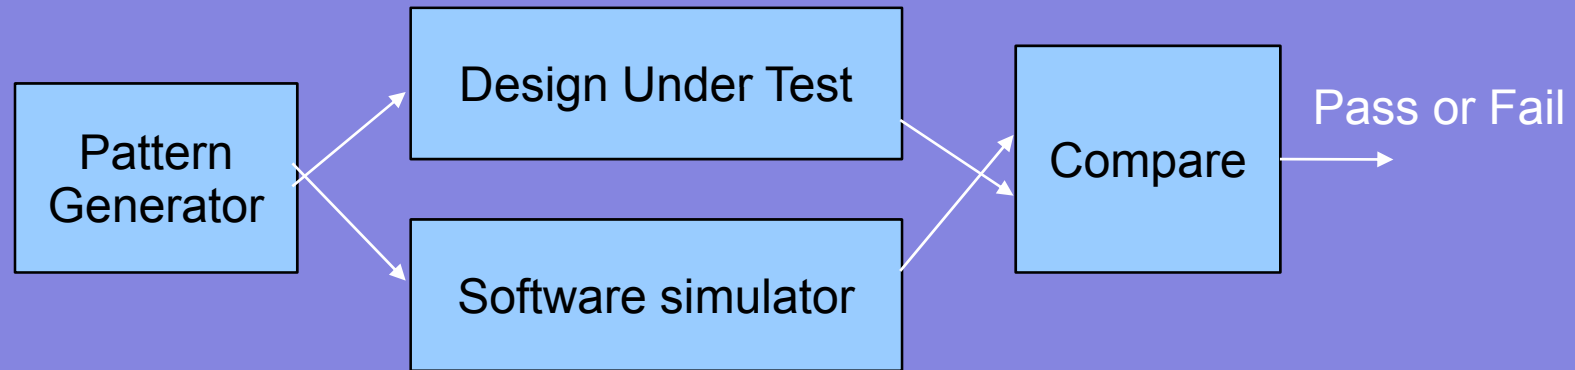 Pattern
Generator
Design Under Test
Software simulator
Compare
Pass or Fail